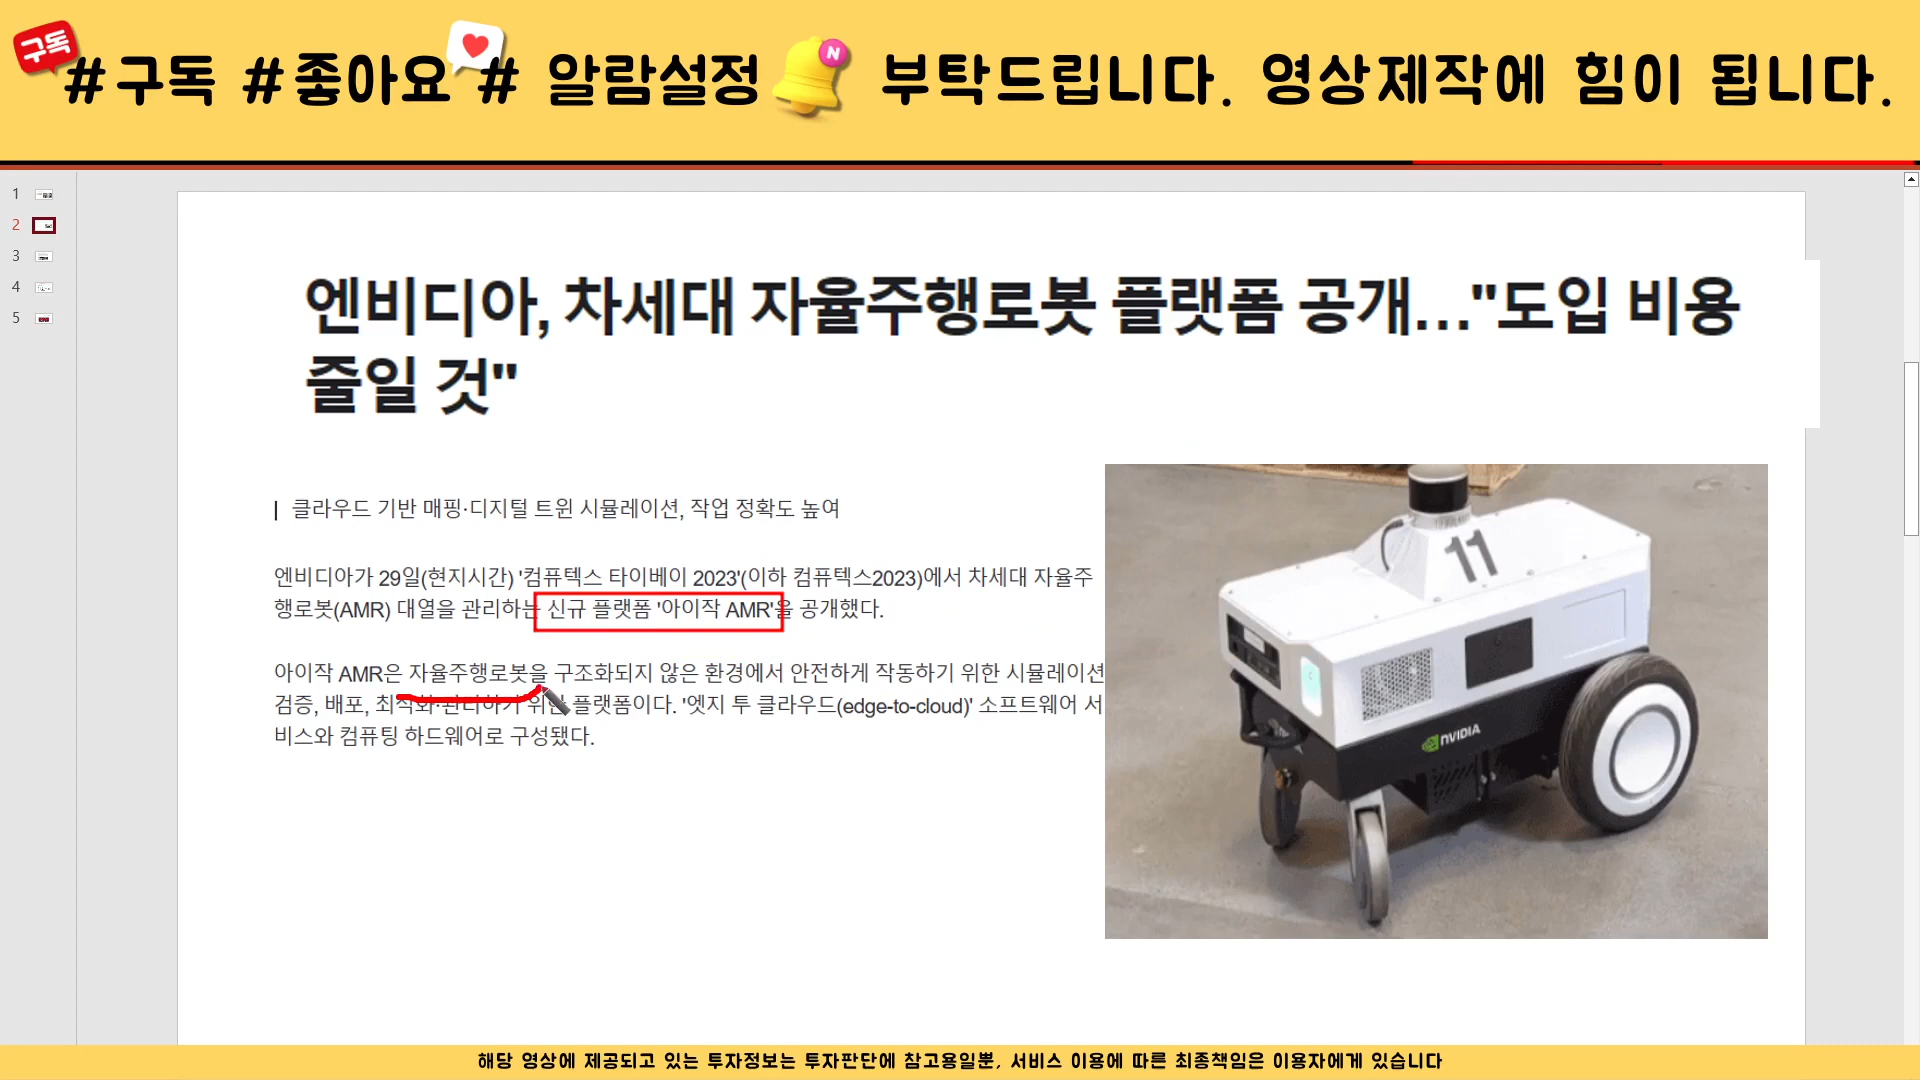 구독
#구독 #좋아요 # 알람설정 N 부탁드립니다. 영상제작에 힘이 됩니다.
1
2
3
4
5
엔비디아, 차세대 자율주행로봇 플랫폼 공개…"도입 비용
줄일 것"
클라우드 기반 매핑·디지털 트윈 시뮬레이션, 작업 정확도 높여
엔비디아가 29일(현지시간) '컴퓨텍스 타이베이 2023'(이하 컴퓨텍스2023)에서 차세대 자율주
행로봇(AMR) 대열을 관리하는 신규 플랫폼 '아이작 AMR'을 공개했다.
아이작 AMR은 자율주행로봇을 구조화되지 않은 환경에서 안전하게 작동하기 위한 시뮬레이션
검증, 배포, 최적화·관리하기 위한 플랫폼이다. '엣지 투 클라우드(edge-to-cloud)' 소프트웨어 서
비스와 컴퓨팅 하드웨어로 구성됐다.
11
NVIDIA
해당 영상에 제공되고 있는 투자정보는 투자판단에 참고용일뿐, 서비스 이용에 따른 최종책임은 이용자에게 있습니다